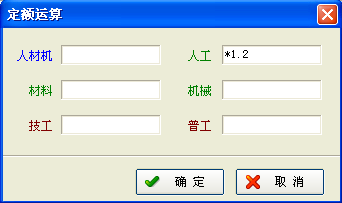 定额运算
人材机 人工 *1.2
材料 机械
技工 普工
确 定 取 消